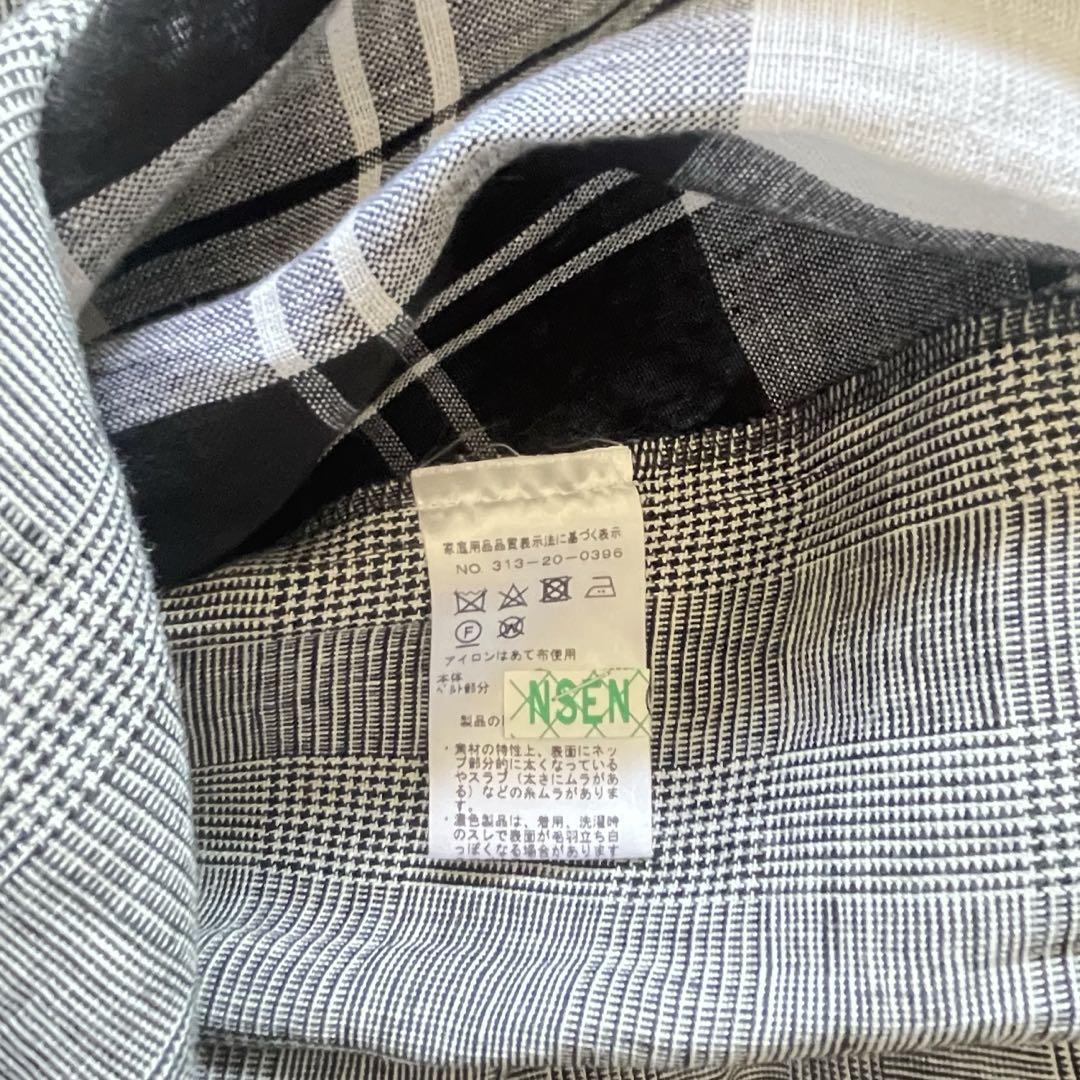 家庭用品品質表示法に基づく表示
NO. 313-20-0396
F W
アイロンはあて布使用
本体
ベルト部分
NSEN
製品の
・素材の特性上、表面にネッ
プ部分的に太くなっている
やスラブ(太さにムラがあ
る)などの糸ムラがありま
す。
・濃色製品は、着用、洗濯時
のスレで表面が毛羽立ち白
っぽくなる場合があります